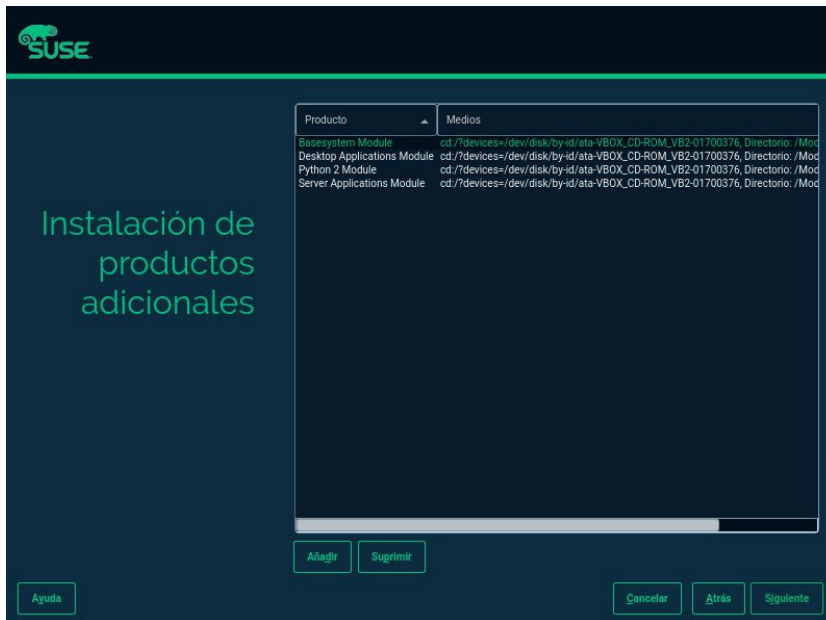 SUSE
Producto Medios
Basesystem Module cd:/?devices=/dev/disk/by-id/ata-VBOX_CD-ROM_VB2-01700376, Directorio: /Mod
Desktop Applications Module cd:/?devices=/dev/disk/by-id/ata-VBOX_CD-ROM_VB2-01700376, Directorio: /Mod
Python 2 Module cd:/?devices=/dev/disk/by-id/ata-VBOX_CD-ROM_VB2-01700376, Directorio: /Mod
Server Applications Module cd:/?devices=/dev/disk/by-id/ata-VBOX_CD-ROM_VB2-01700376, Directorio: /Mod
Instalación de
productos
adicionales
Añadir Suprimir
Ayuda Cancelar Atrás Siguiente